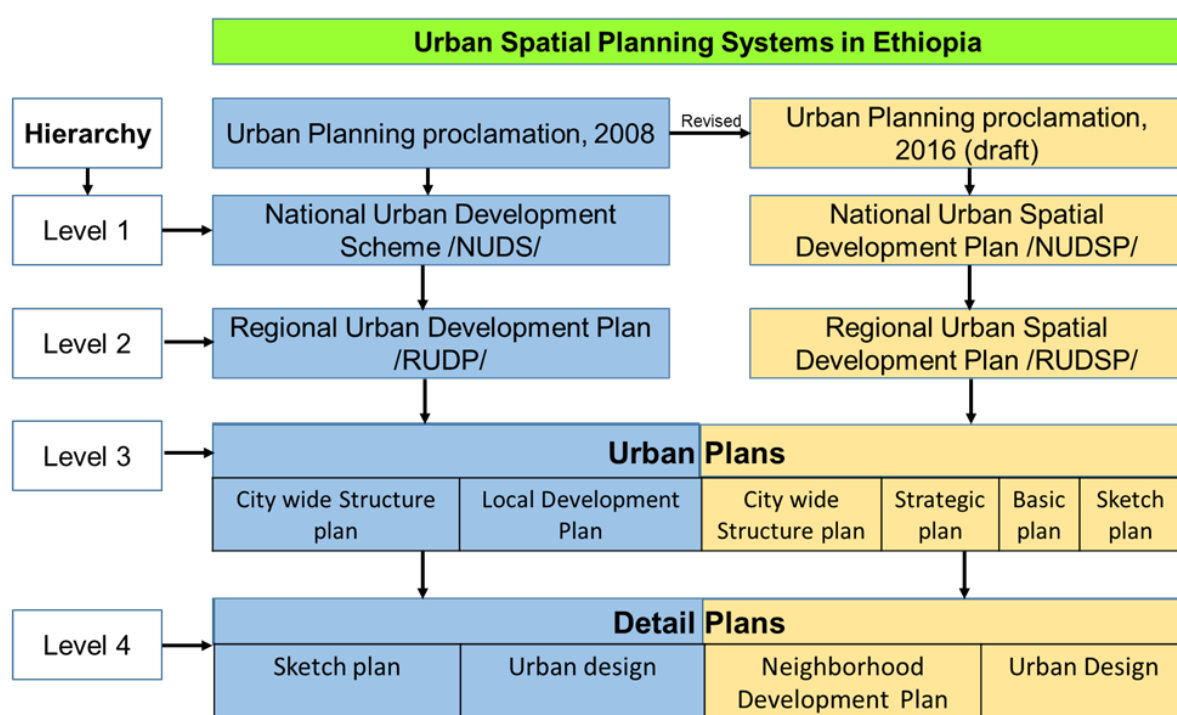 Urban Spatial Planning Systems in Ethiopia
Hierarchy
Urban Planning proclamation, 2008
Revised
Urban Planning proclamation,
2016 (draft)
Level 1
National Urban Development
Scheme /NUDS/
National Urban Spatial
Development Plan /NUDSP/
Level 2
Regional Urban Development Plan
/RUDP/
Regional Urban Spatial
Development Plan /RUDSP/
Level 3
Urban Plans
City wide Structure
plan
Local Development
Plan
City wide
Structure plan
Strategic
plan
Basic
plan
Sketch
plan
Level 4
Detail Plans
Sketch plan
Urban design
Neighborhood
Development Plan
Urban Design